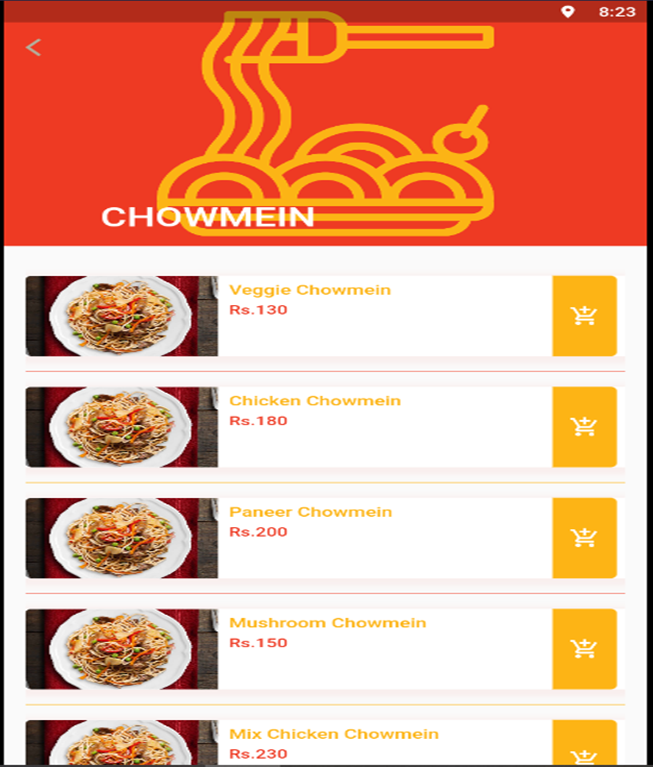 8:23
CHOWMEIN
Veggie Chowmein
Rs.130
Chicken Chowmein
Rs.180
Paneer Chowmein
Rs.200
Mushroom Chowmein
Rs.150
Mix Chicken Chowmein
Rs.230